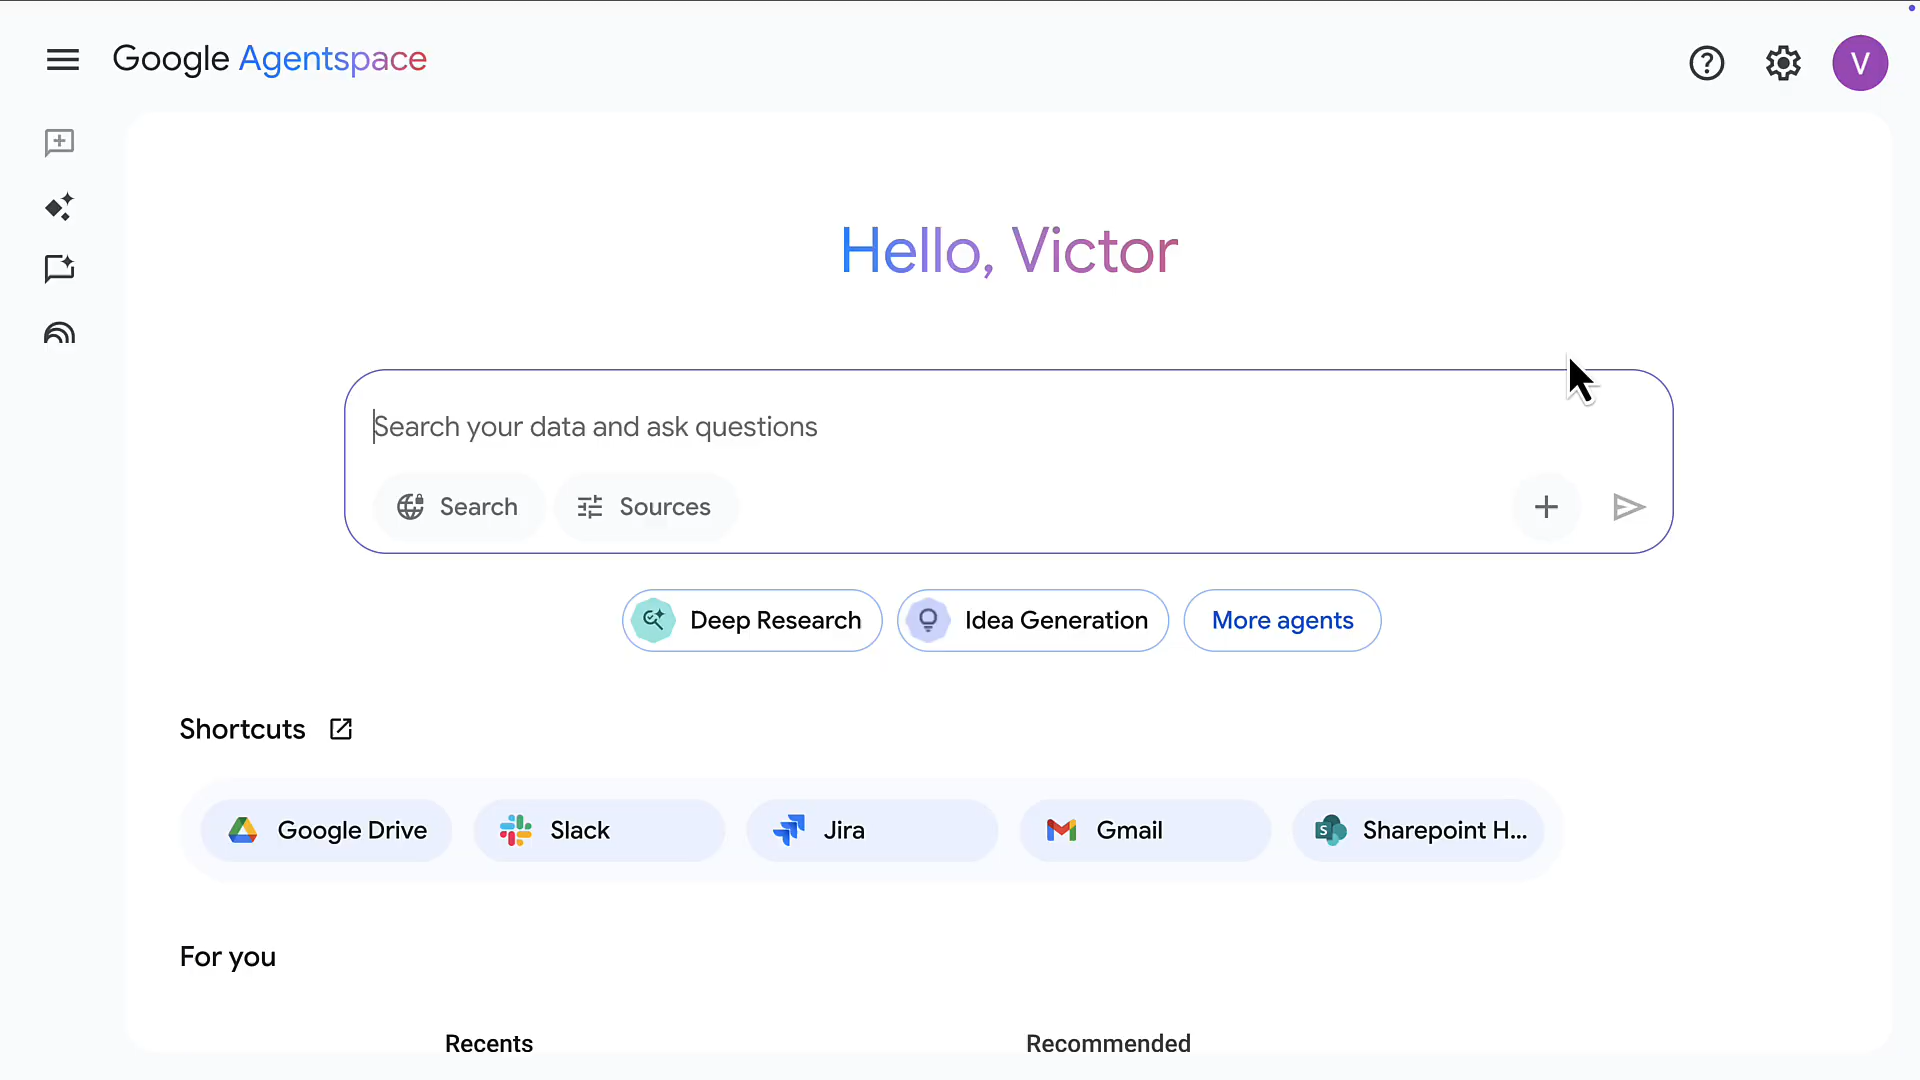 Google Agentspace
V
Hello, Victor
Search your data and ask questions
Search
Sources
Deep Research
Idea Generation
More agents
Shortcuts
Google Drive
Slack
Jira
Gmail
S
Sharepoint H...
For you
Recents
Recommended